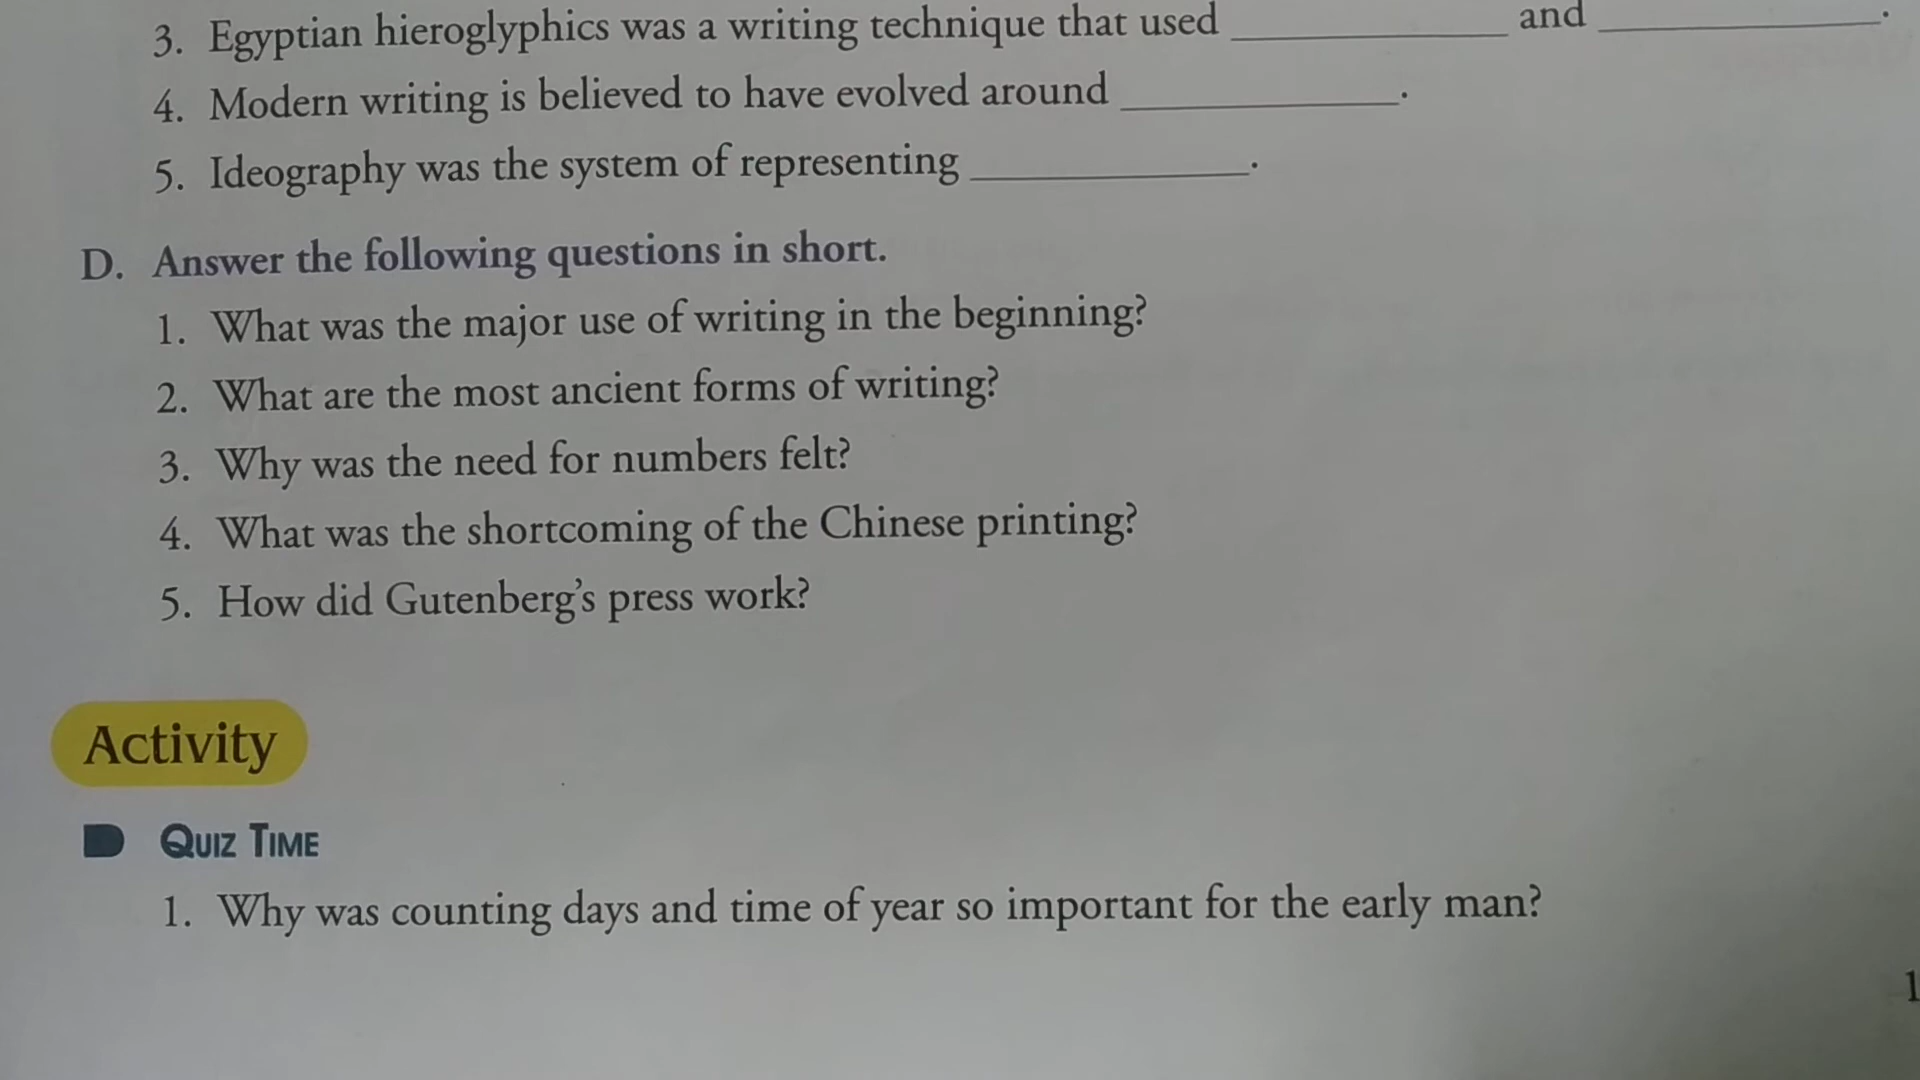 3. Egyptian hieroglyphics was a writing technique that used ____________ and ____________.
4. Modern writing is believed to have evolved around ____________.
5. Ideography was the system of representing ____________.
D. Answer the following questions in short.
1. What was the major use of writing in the beginning?
2. What are the most ancient forms of writing?
3. Why was the need for numbers felt?
4. What was the shortcoming of the Chinese printing?
5. How did Gutenberg's press work?
Activity
QUIZ TIME
1. Why was counting days and time of year so important for the early man?
1